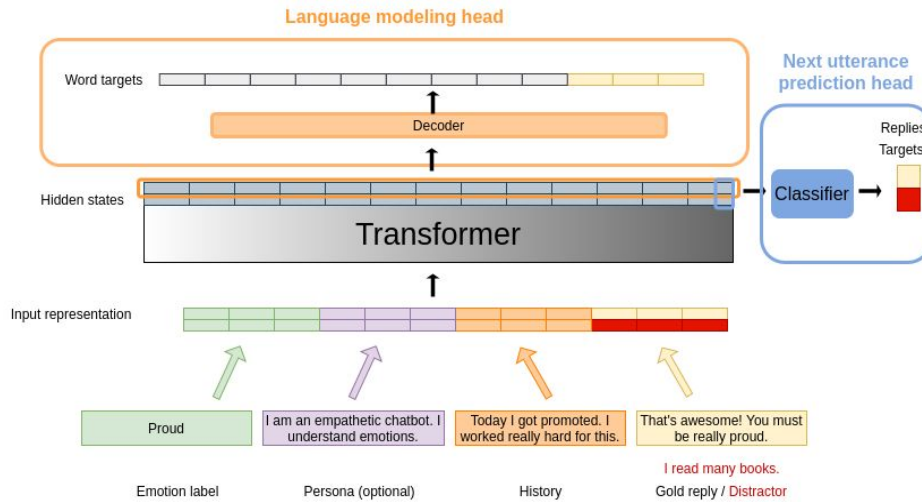 Language modeling head
Next utterance
prediction head
Word targets
Decoder
Replies
Targets
Hidden states
Classifier
Transformer
Input representation
Proud
I am an empathetic chatbot. I
understand emotions.
Today I got promoted. I
worked really hard for this.
That's awesome! You must
be really proud.
I read many books.
Emotion label
Persona (optional)
History
Gold reply / Distractor